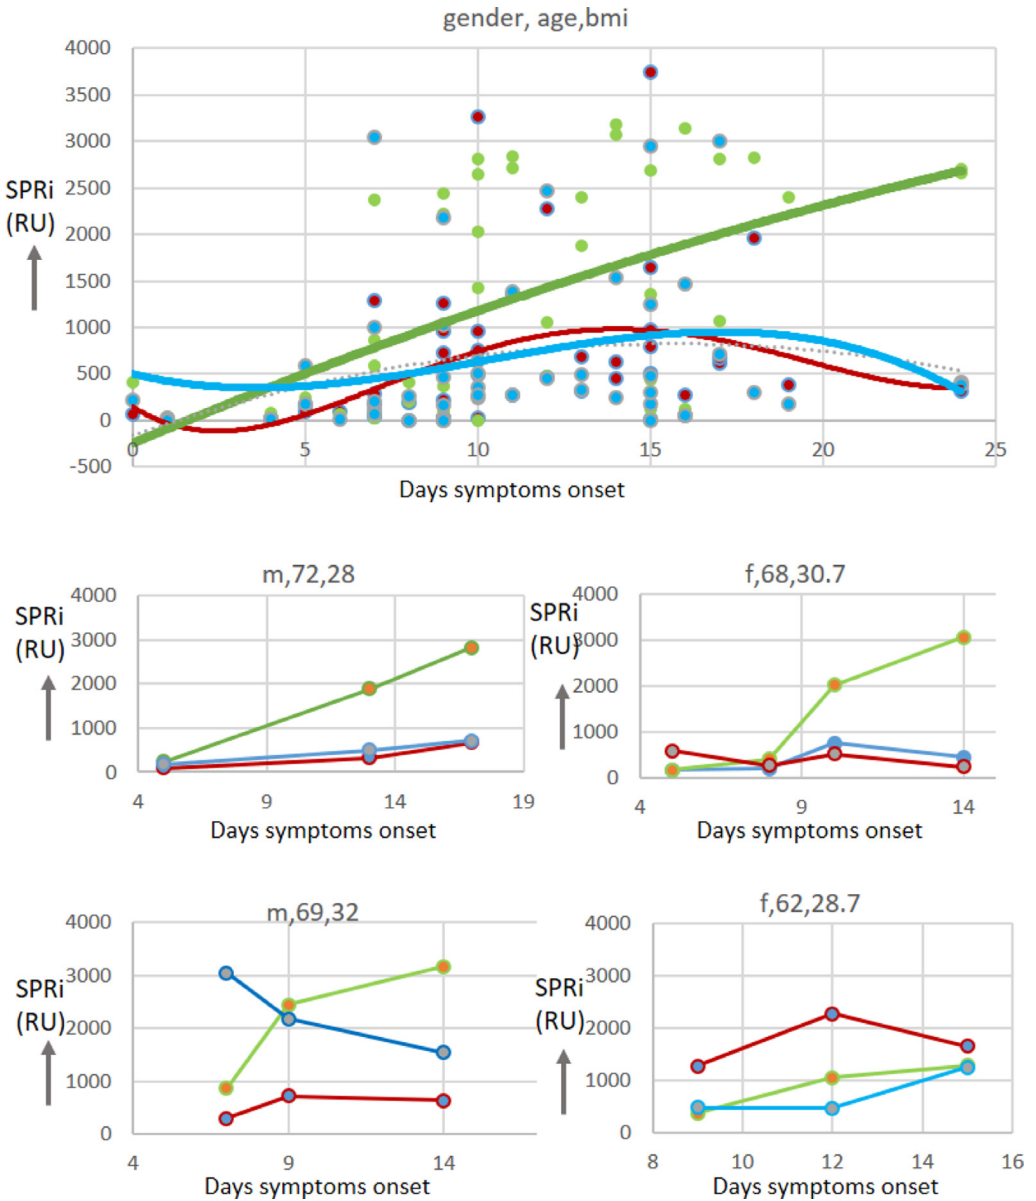 gender, age,bmi
4000
3500
3000
2500
2000
1500
1000
500
0
-500
SPRi
(RU)
0 5 10 15 20 25
Days symptoms onset
m,72,28
4000
3000
2000
1000
0
SPRi
(RU)
4 9 14 19
Days symptoms onset
f,68,30.7
4000
3000
2000
1000
0
SPRi
(RU)
4 9 14
Days symptoms onset
m,69,32
4000
3000
2000
1000
0
SPRi
(RU)
4 9 14
Days symptoms onset
f,62,28.7
4000
3000
2000
1000
0
SPRi
(RU)
8 10 12 14 16
Days symptoms onset